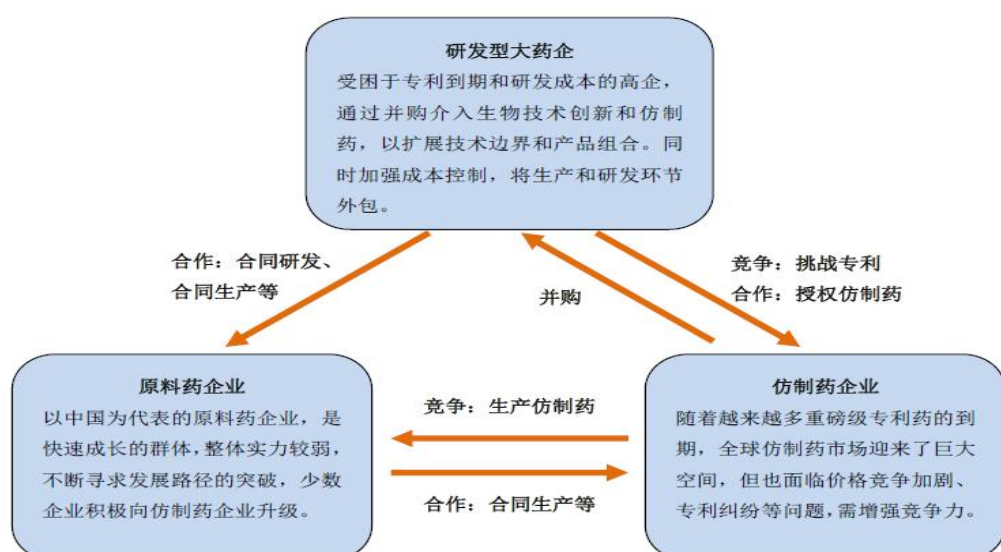 研发型大药企
受困于专利到期和研发成本的高企，
通过并购介入生物技术创新和仿制
药，以扩展技术边界和产品组合。同
时加强成本控制，将生产和研发环节
外包。
合作：合同研发、
合同生产等
并购
竞争：挑战专利
合作：授权仿制药
原料药企业
以中国为代表的原料药企业，是
快速成长的群体，整体实力较弱，
不断寻求发展路径的突破，少数
企业积极向仿制药企业升级。
竞争：生产仿制药
合作：合同生产等
仿制药企业
随着越来越多重磅级专利药的到
期，全球仿制药市场迎来了巨大
空间，但也面临价格竞争加剧、
专利纠纷等问题，需增强竞争力。